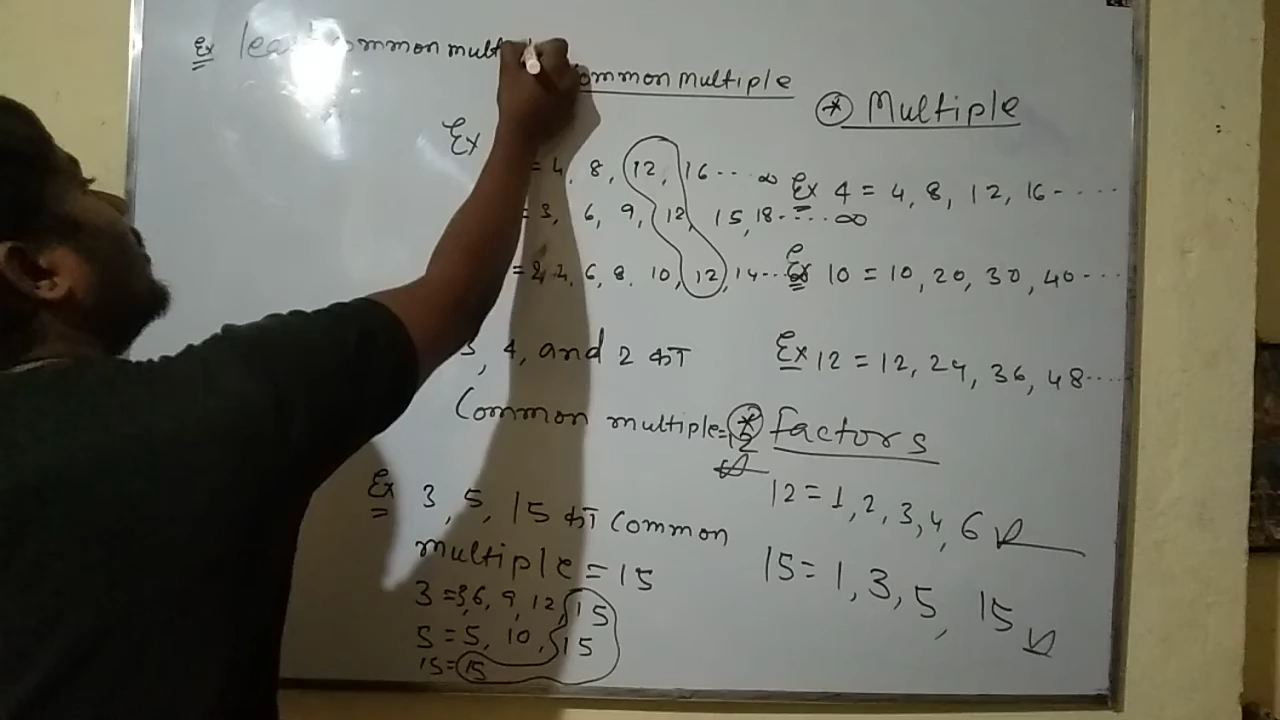 Ex
common multiple
* Multiple
Ex
= 4, 8, 12, 16-- ∞
= 3, 6, 9, 12, 15, 18---.. ∞
6, 8, 10, 12, 14---
3, 4, and 2 का
Common multiple = 12
Ex 3, 5, 15 का Common
multiple = 15
3 = 3, 6, 9, 12, 15
5 = 5, 10, 15
15 = 15
Ex 4 = 4, 8, 12, 16-....
Ex 10 = 10, 20, 30, 40-...
Ex 12 = 12, 24, 36, 48....
* factors
12 = 1, 2, 3, 4, 6
15 = 1, 3, 5, 15